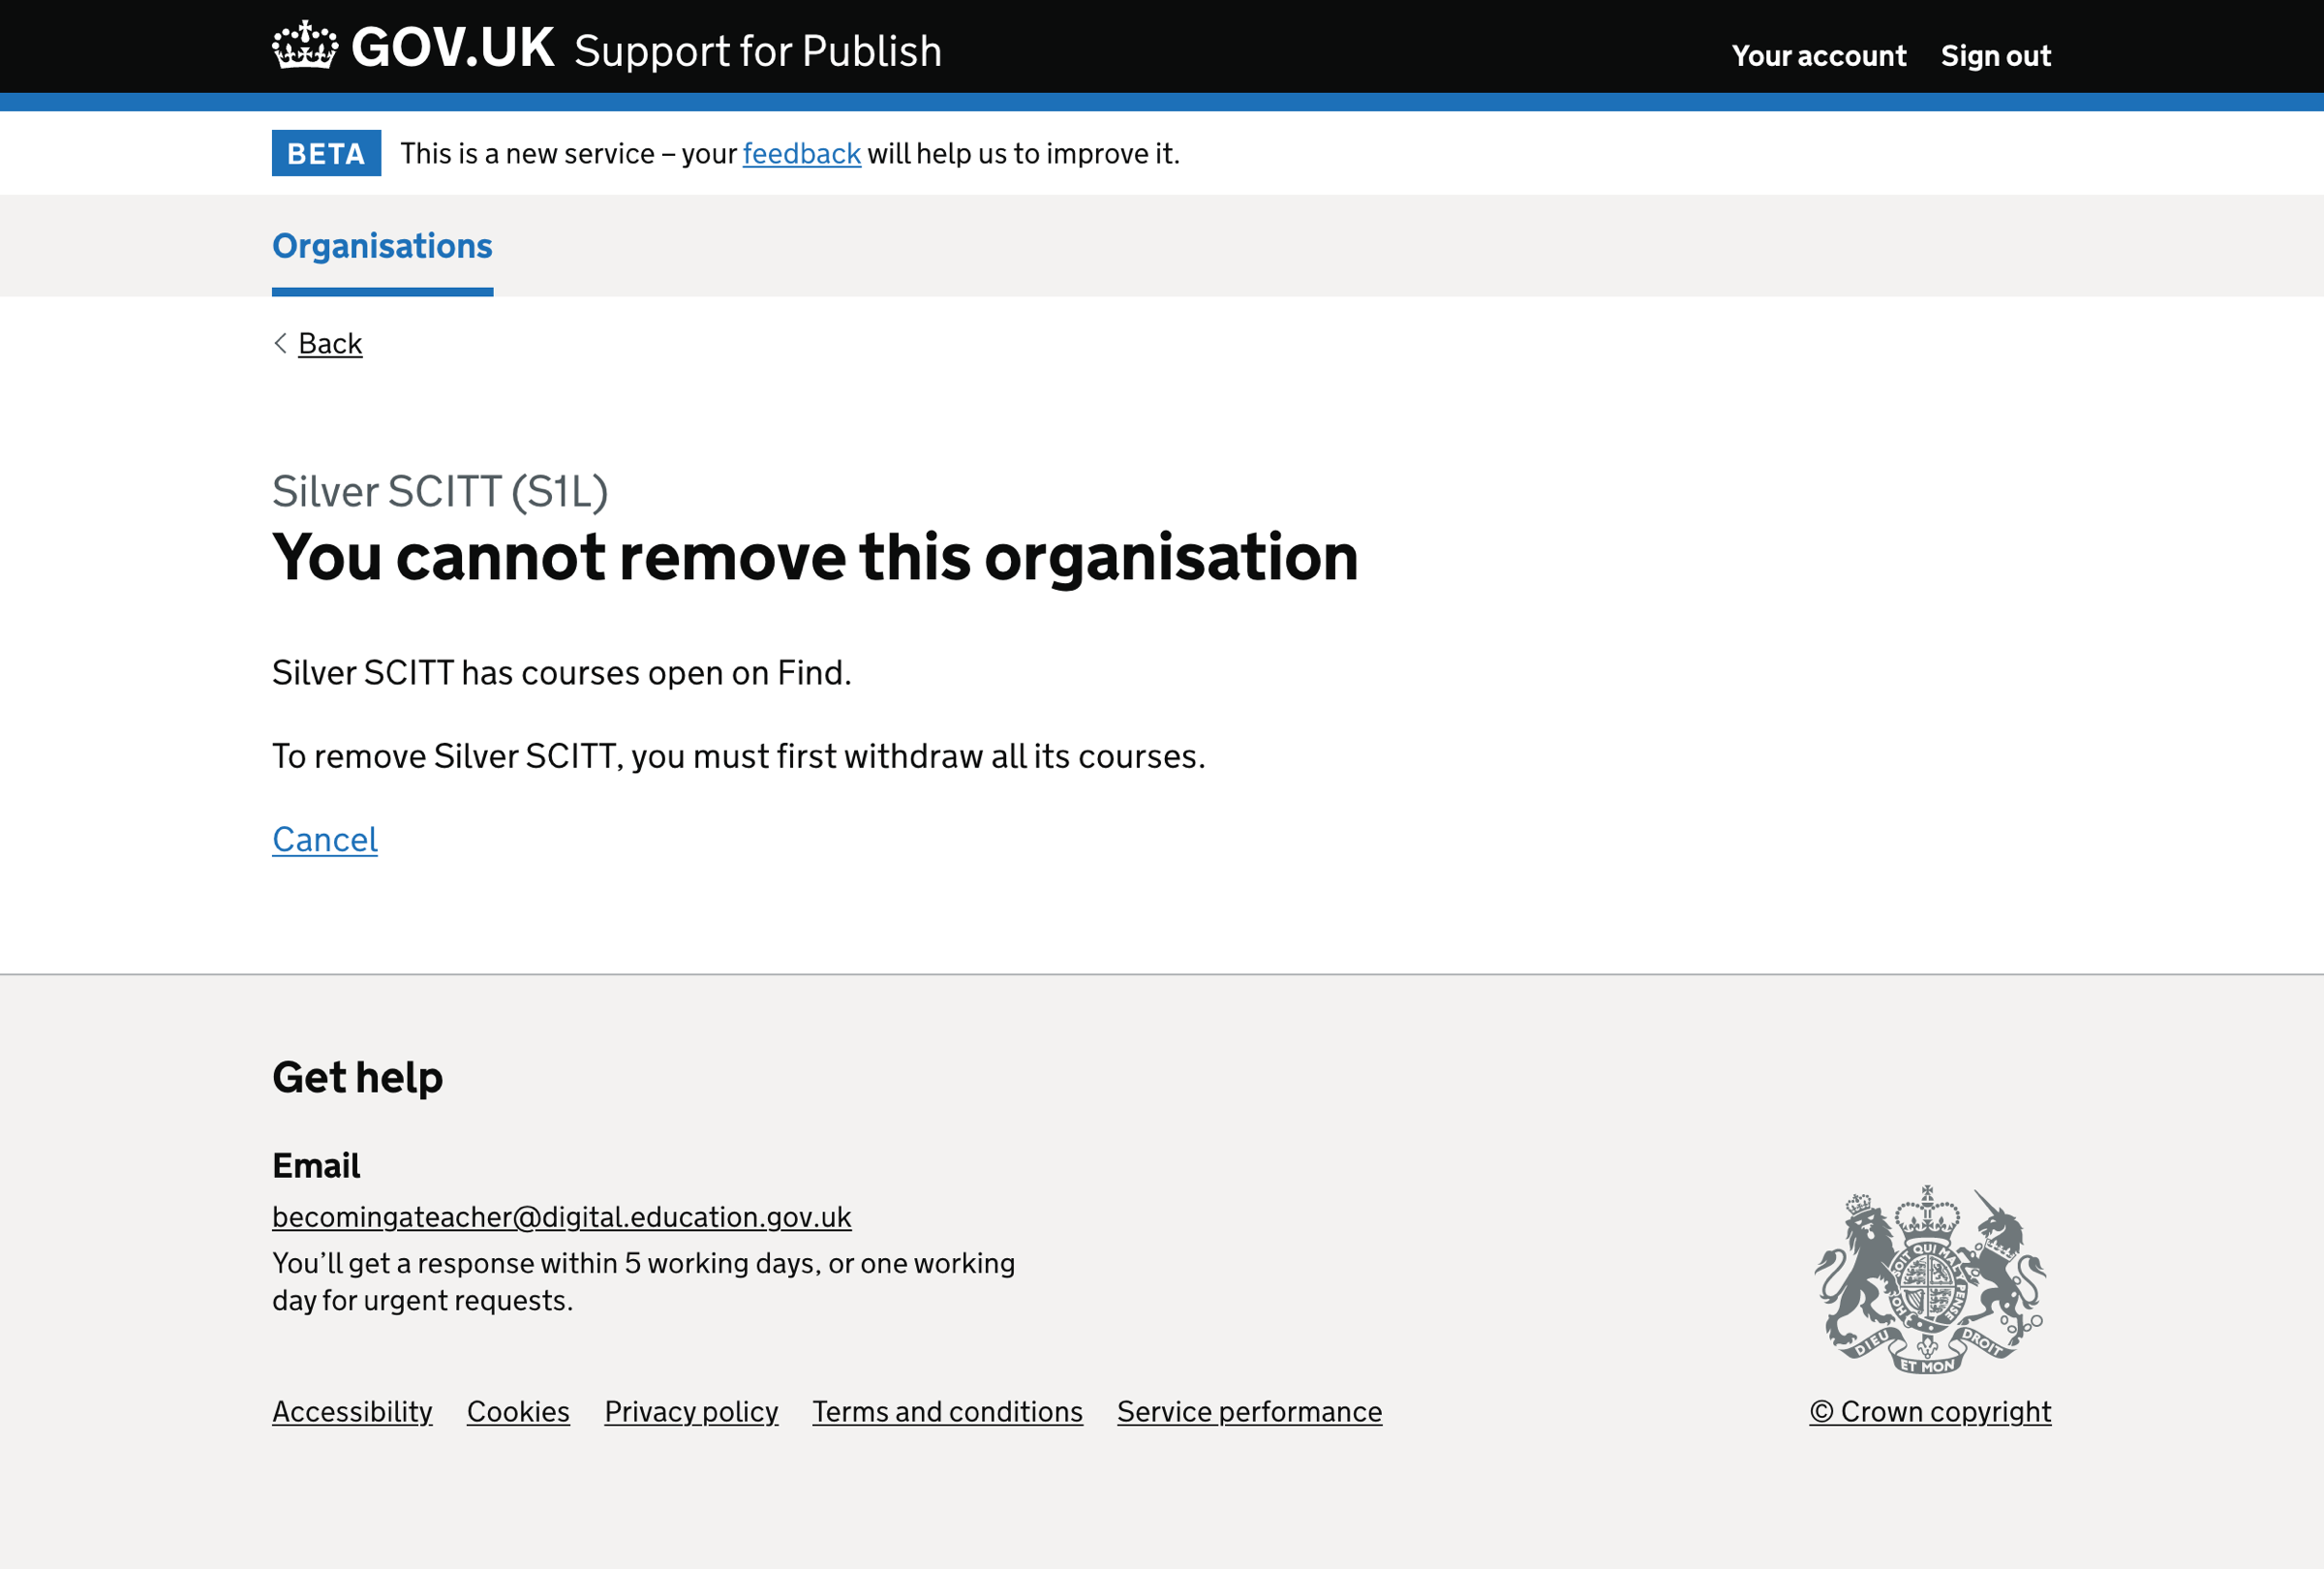 GOV.UK Support for Publish
Your account Sign out
BETA This is a new service – your feedback will help us to improve it.
Organisations
Back
Silver SCITT (S1L)
You cannot remove this organisation
Silver SCITT has courses open on Find.
To remove Silver SCITT, you must first withdraw all its courses.
Cancel
Get help
Email
becomingateacher@digital.education.gov.uk
You’ll get a response within 5 working days, or one working
day for urgent requests.
HONI SOIT QUI MAL Y PENSE
DIEU ET MON DROIT
Accessibility Cookies Privacy policy Terms and conditions Service performance
© Crown copyright